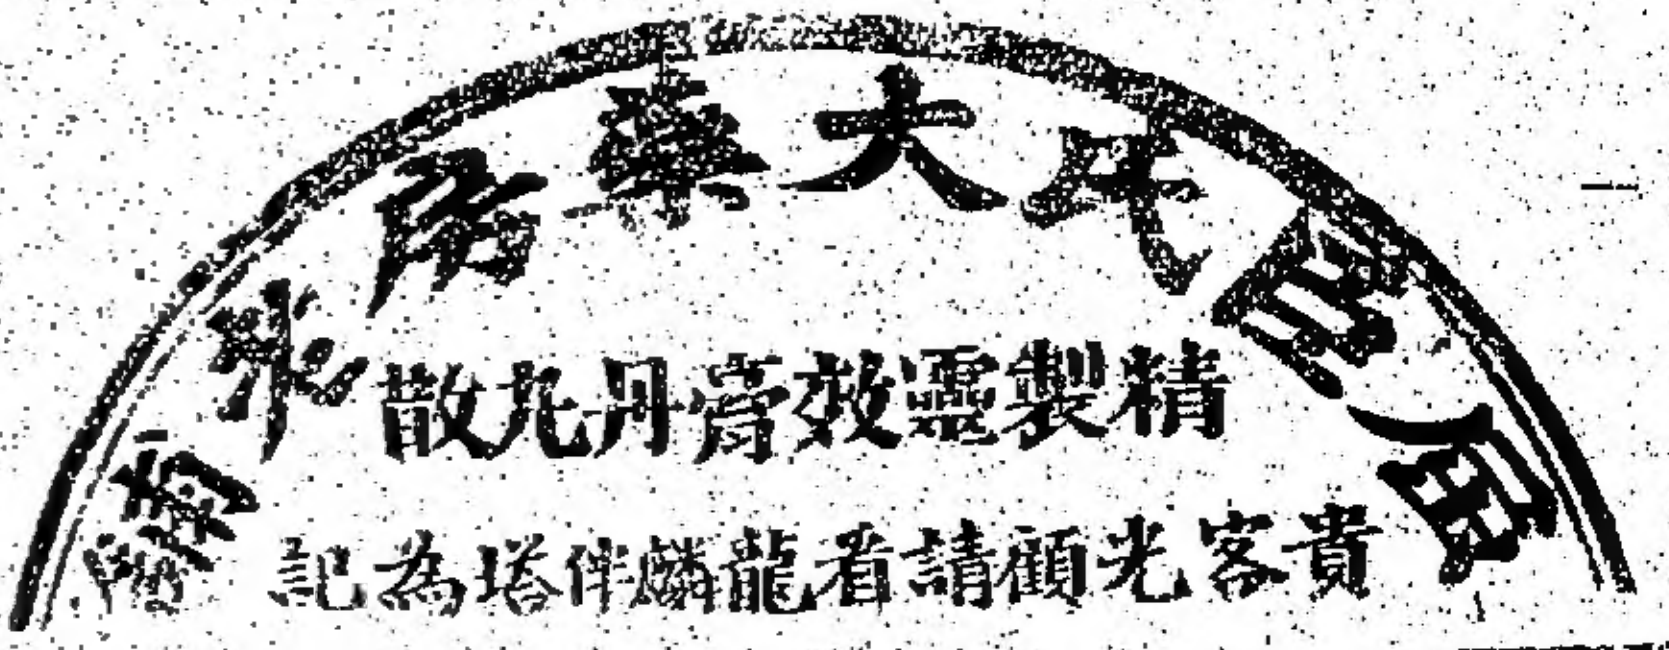 屈臣氏大藥房
精製靈效膏丹丸散
貴客光顧請看龍麟伴塔為記